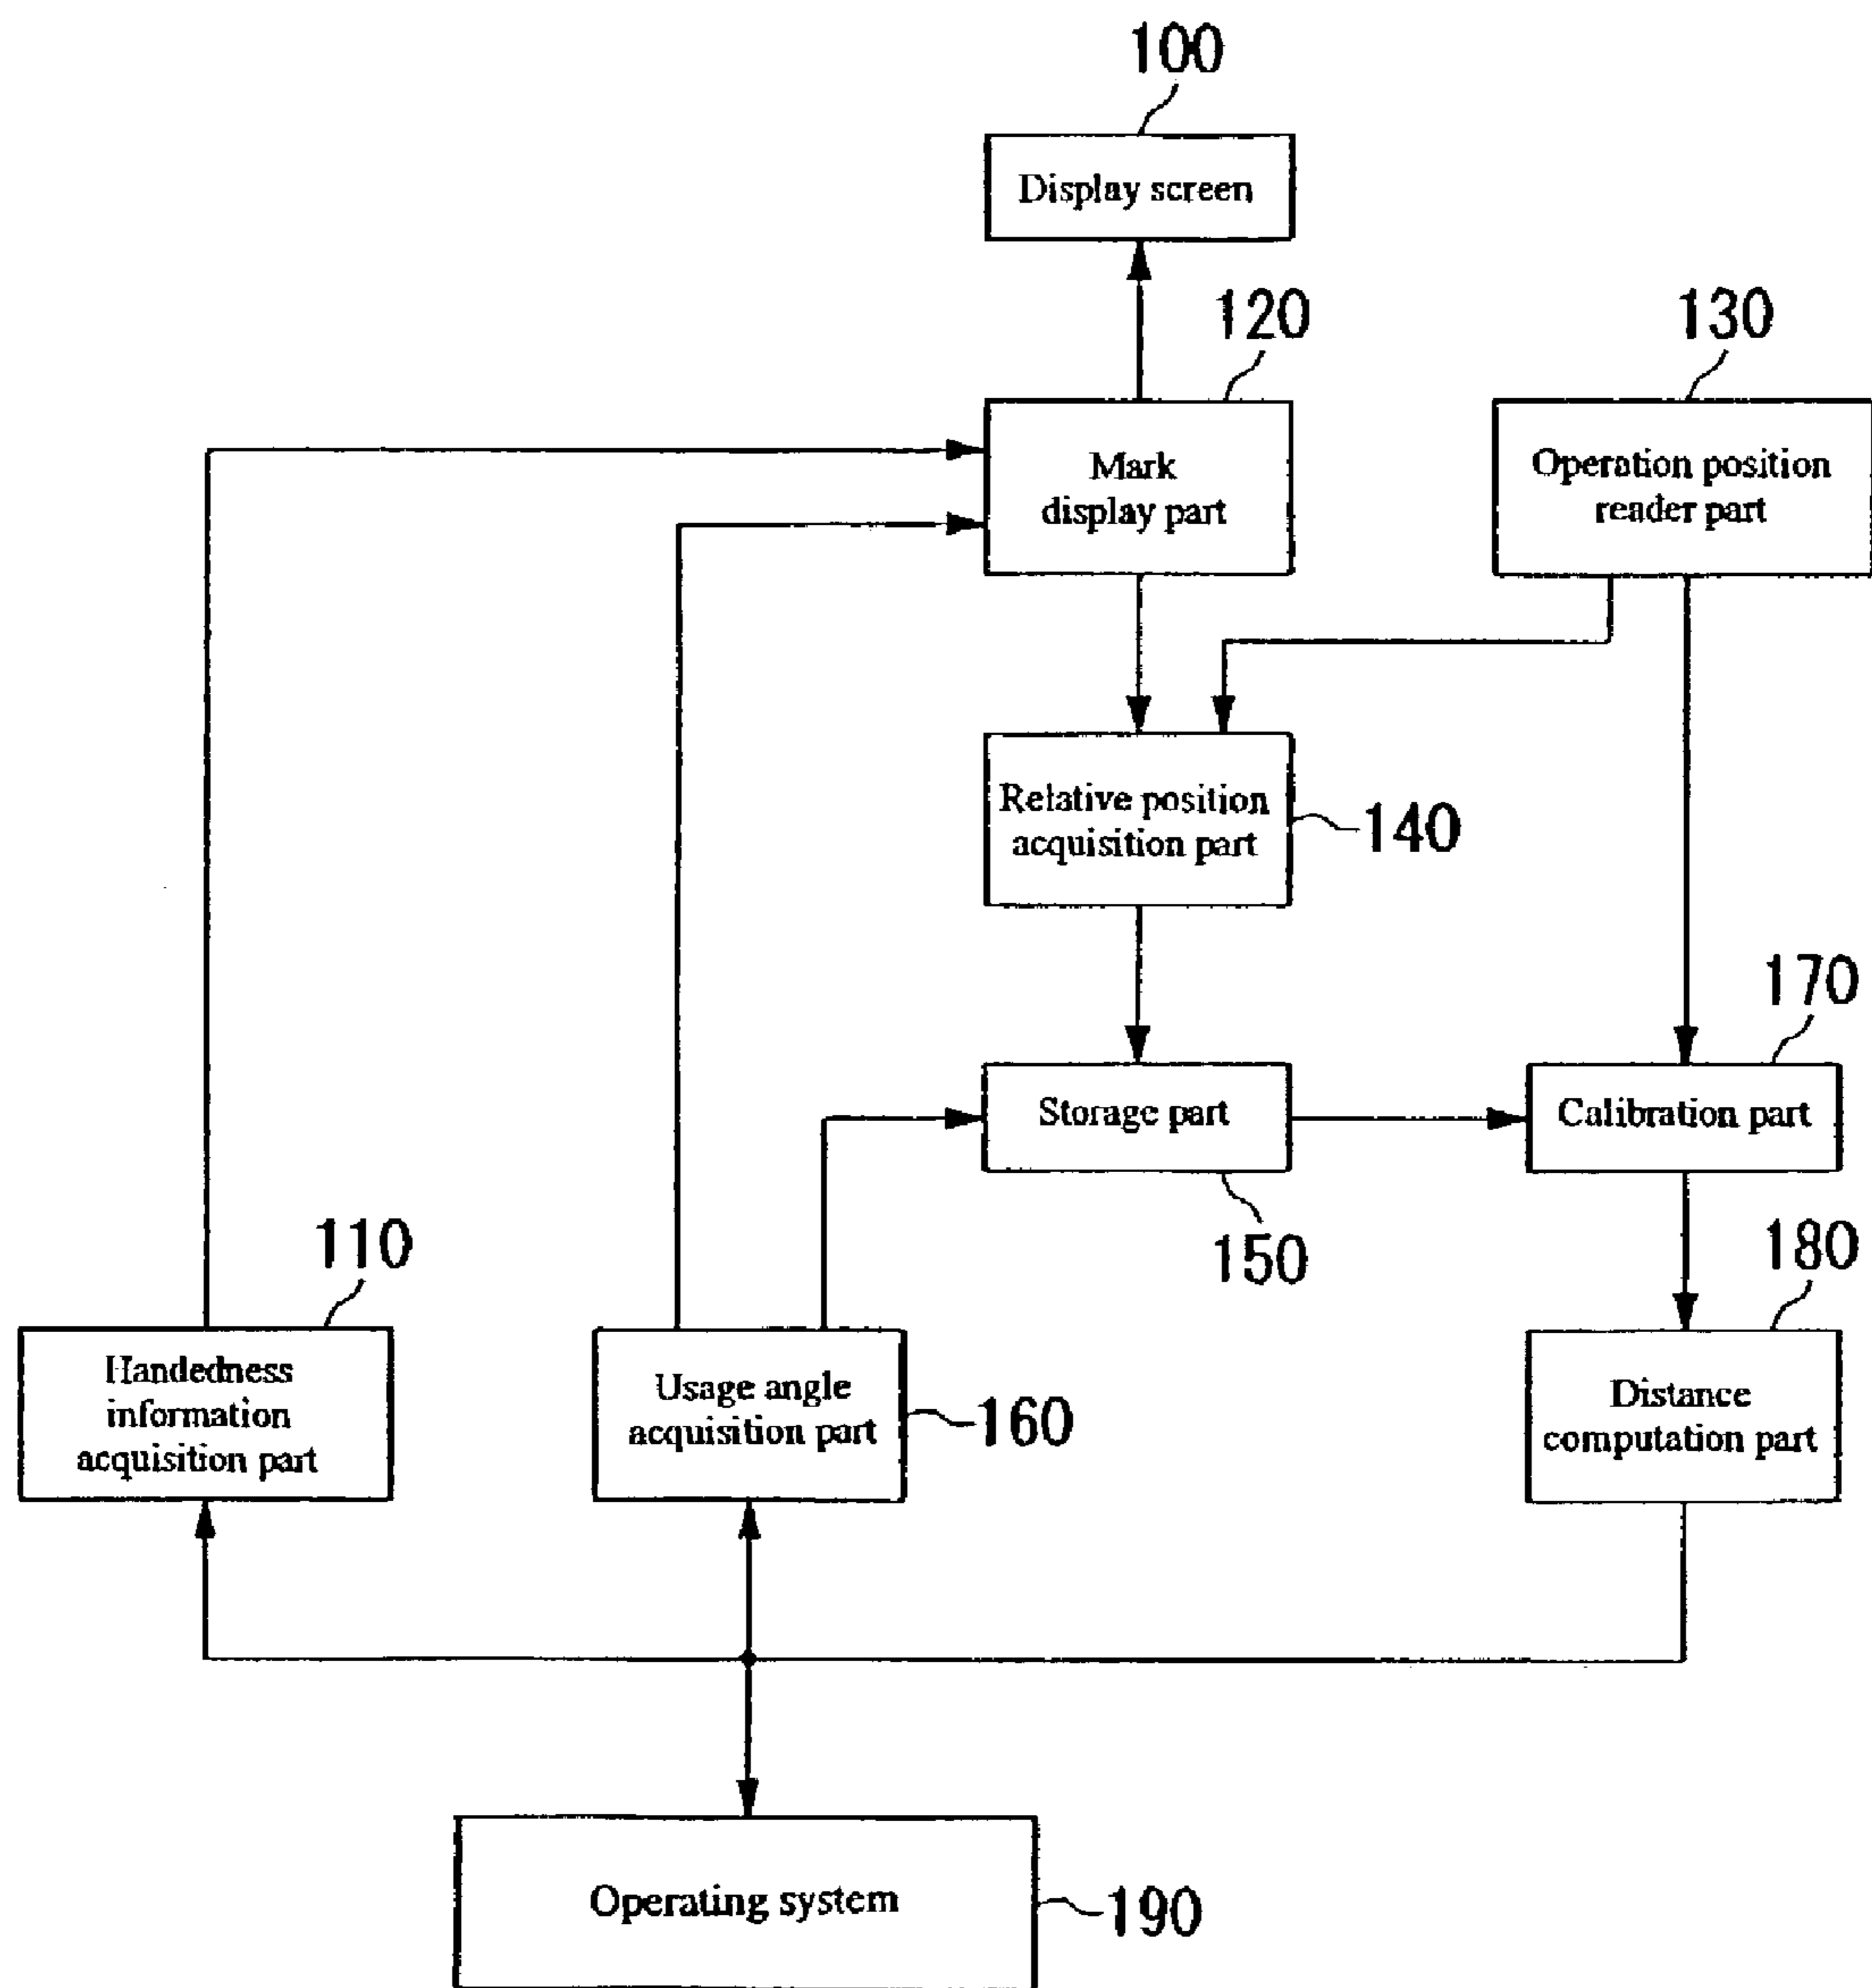 100
Display screen
120
130
Mark
display part
Operation position
reader part
Relative position
acquisition part
140
170
Storage part
Calibration part
150
110
180
Handedness
information
acquisition part
Usage angle
acquisition part
160
Distance
computation part
Operating system
190